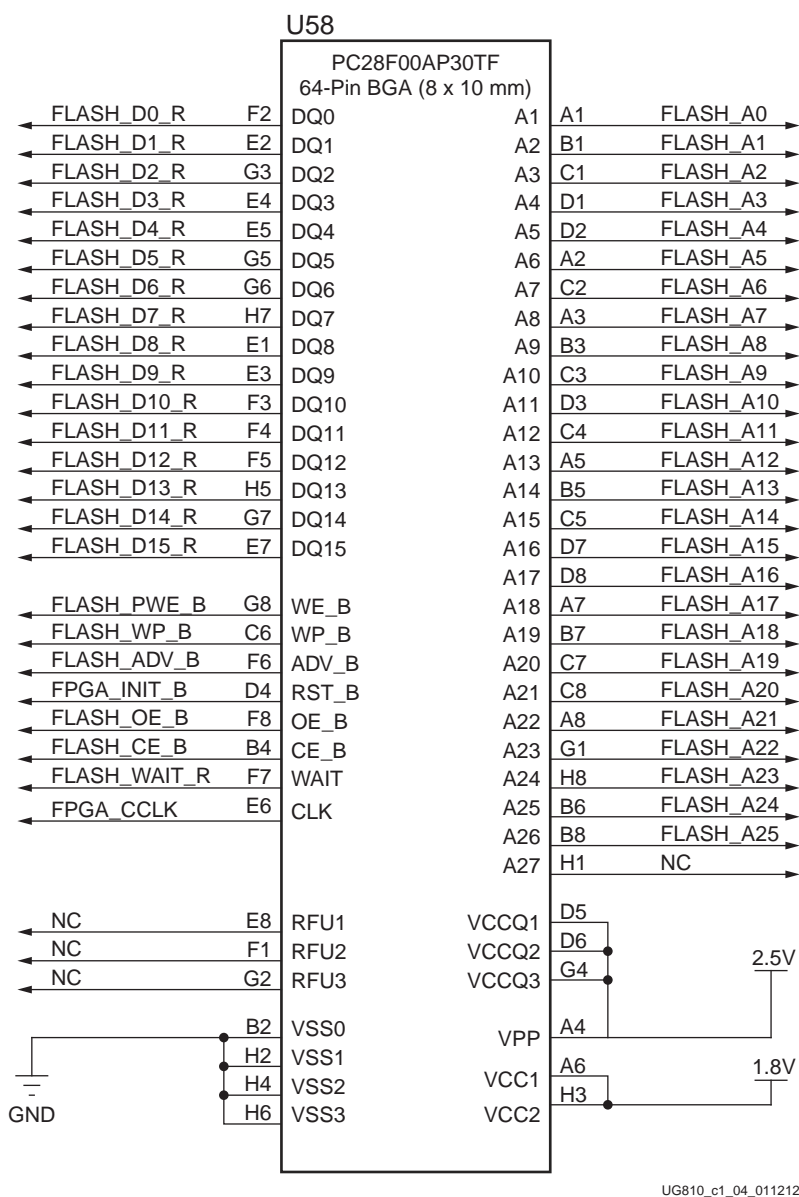 U58
PC28F00AP30TF
64-Pin BGA (8 x 10 mm)
FLASH_D0_R F2 DQ0 A1 A1 FLASH_A0
FLASH_D1_R E2 DQ1 A2 B1 FLASH_A1
FLASH_D2_R G3 DQ2 A3 C1 FLASH_A2
FLASH_D3_R E4 DQ3 A4 D1 FLASH_A3
FLASH_D4_R E5 DQ4 A5 D2 FLASH_A4
FLASH_D5_R G5 DQ5 A6 A2 FLASH_A5
FLASH_D6_R G6 DQ6 A7 C2 FLASH_A6
FLASH_D7_R H7 DQ7 A8 A3 FLASH_A7
FLASH_D8_R E1 DQ8 A9 B3 FLASH_A8
FLASH_D9_R E3 DQ9 A10 C3 FLASH_A9
FLASH_D10_R F3 DQ10 A11 D3 FLASH_A10
FLASH_D11_R F4 DQ11 A12 C4 FLASH_A11
FLASH_D12_R F5 DQ12 A13 A5 FLASH_A12
FLASH_D13_R H5 DQ13 A14 B5 FLASH_A13
FLASH_D14_R G7 DQ14 A15 C5 FLASH_A14
FLASH_D15_R E7 DQ15 A16 D7 FLASH_A15
A17 D8 FLASH_A16
FLASH_PWE_B G8 WE_B A18 A7 FLASH_A17
FLASH_WP_B C6 WP_B A19 B7 FLASH_A18
FLASH_ADV_B F6 ADV_B A20 C7 FLASH_A19
FPGA_INIT_B D4 RST_B A21 C8 FLASH_A20
FLASH_OE_B F8 OE_B A22 A8 FLASH_A21
FLASH_CE_B B4 CE_B A23 G1 FLASH_A22
FLASH_WAIT_R F7 WAIT A24 H8 FLASH_A23
FPGA_CCLK E6 CLK A25 B6 FLASH_A24
A26 B8 FLASH_A25
A27 H1 NC
NC E8 RFU1 VCCQ1 D5
NC F1 RFU2 VCCQ2 D6 2.5V
NC G2 RFU3 VCCQ3 G4
B2 VSS0 VPP A4
H2 VSS1 VCC1 A6 1.8V
H4 VSS2 VCC2 H3
GND H6 VSS3
UG810_c1_04_011212